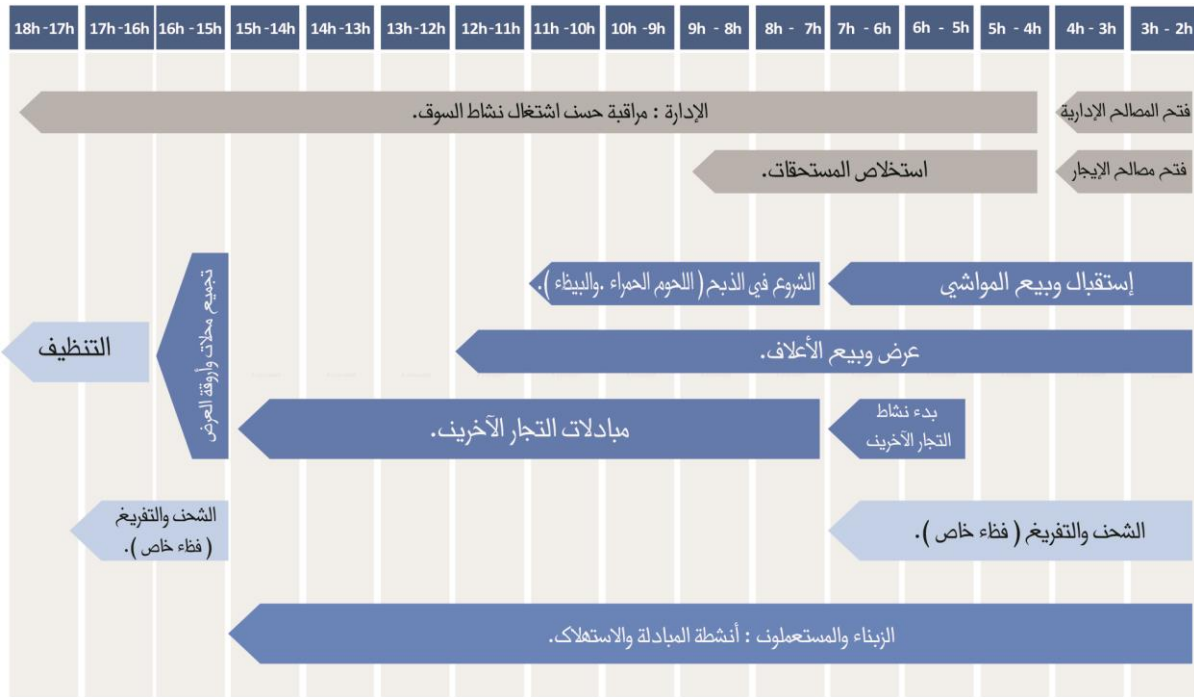 3h - 2h
4h - 3h
5h - 4h
6h - 5h
7h - 6h
8h - 7h
9h - 8h
10h -9h
11h -10h
12h-11h
13h-12h
14h-13h
15h-14h
16h -15h
17h -16h
18h-17h
فتح المصالح الإدارية
الإدارة : مراقبة حسن اشتغال نشاط السوق.
فتح مصالح الإيجار
استخلاص المستحقات.
إستقبال وبيع المواشي
الشروع في الذبح ( اللحوم الحمراء .والبيظاء ).
تجميع محلات وأروقة العرض
عرض وبيع الأعلاف.
التنظيف
بدء نشاط
التجار الآخرين
مبادلات التجار الآخرين.
الشحن والتفريغ ( فظاء خاص ).
الشحن والتفريغ
( فظاء خاص ).
الزبناء والمستعملون : أنشطة المبادلة والاستهلاك.